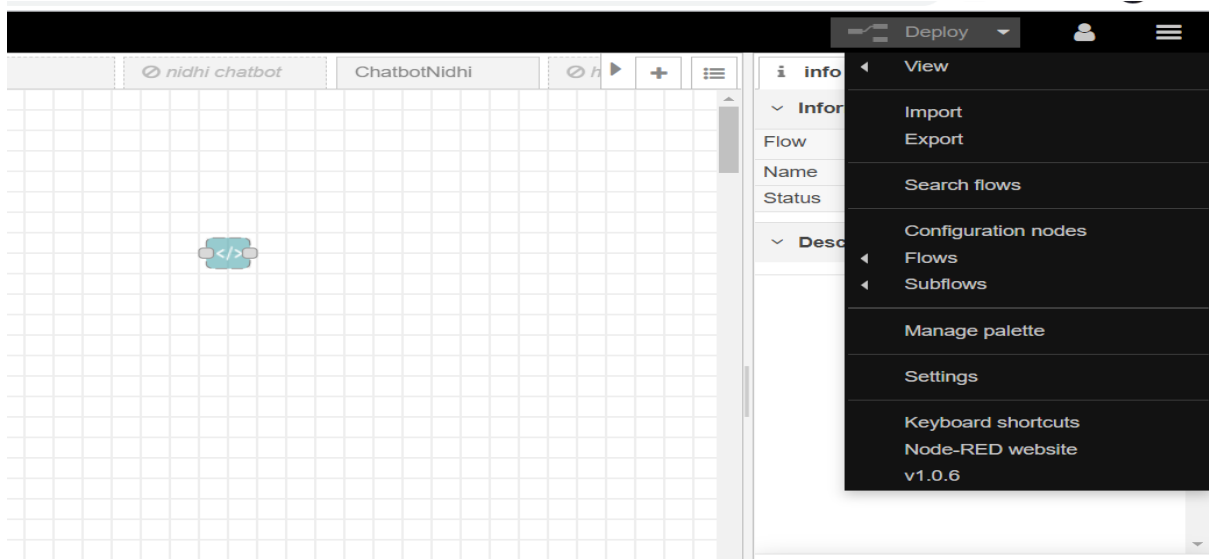 Deploy
nidhi chatbot
ChatbotNidhi
h
i info
Infor
Flow
Name
Status
Desc
</>
View
Import
Export
Search flows
Configuration nodes
Flows
Subflows
Manage palette
Settings
Keyboard shortcuts
Node-RED website
v1.0.6